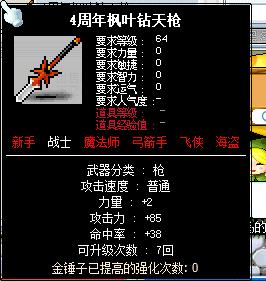 4周年枫叶钻天枪
要求等级: 64
要求力量: 0
要求敏捷: 0
要求智力: 0
要求运气: 0
要求人气度: -
道具等级: -
道具经验值: -
新手 战士 魔法师 弓箭手 飞侠 海盗
武器分类: 枪
攻击速度: 普通
力量: +2
攻击力: +85
命中率: +38
可升级次数: 7回
金锤子已提高的强化次数: 0